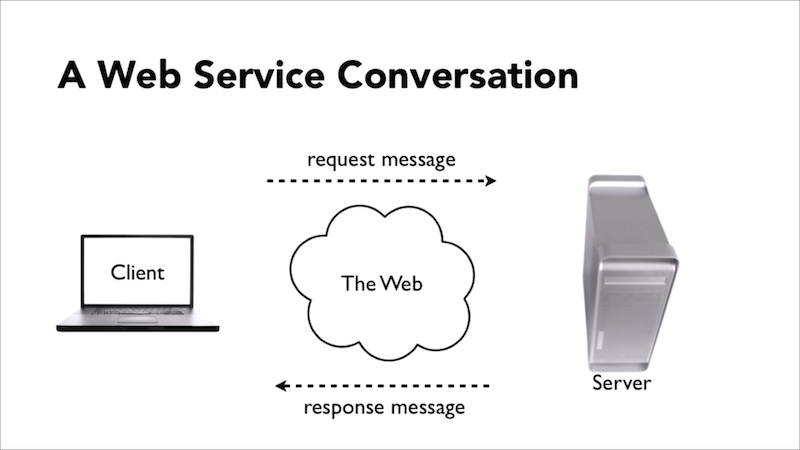 A Web Service Conversation
request message
Client
The Web
Server
response message